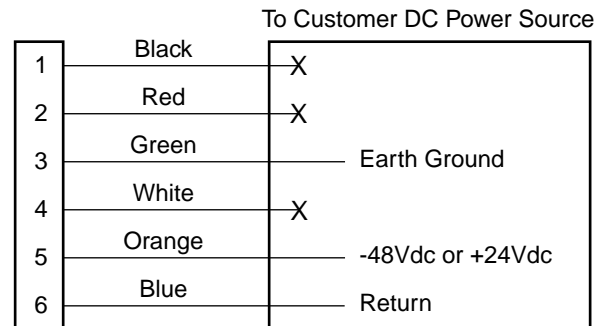 To Customer DC Power Source
1 Black X
2 Red X
3 Green Earth Ground
4 White X
5 Orange -48Vdc or +24Vdc
6 Blue Return